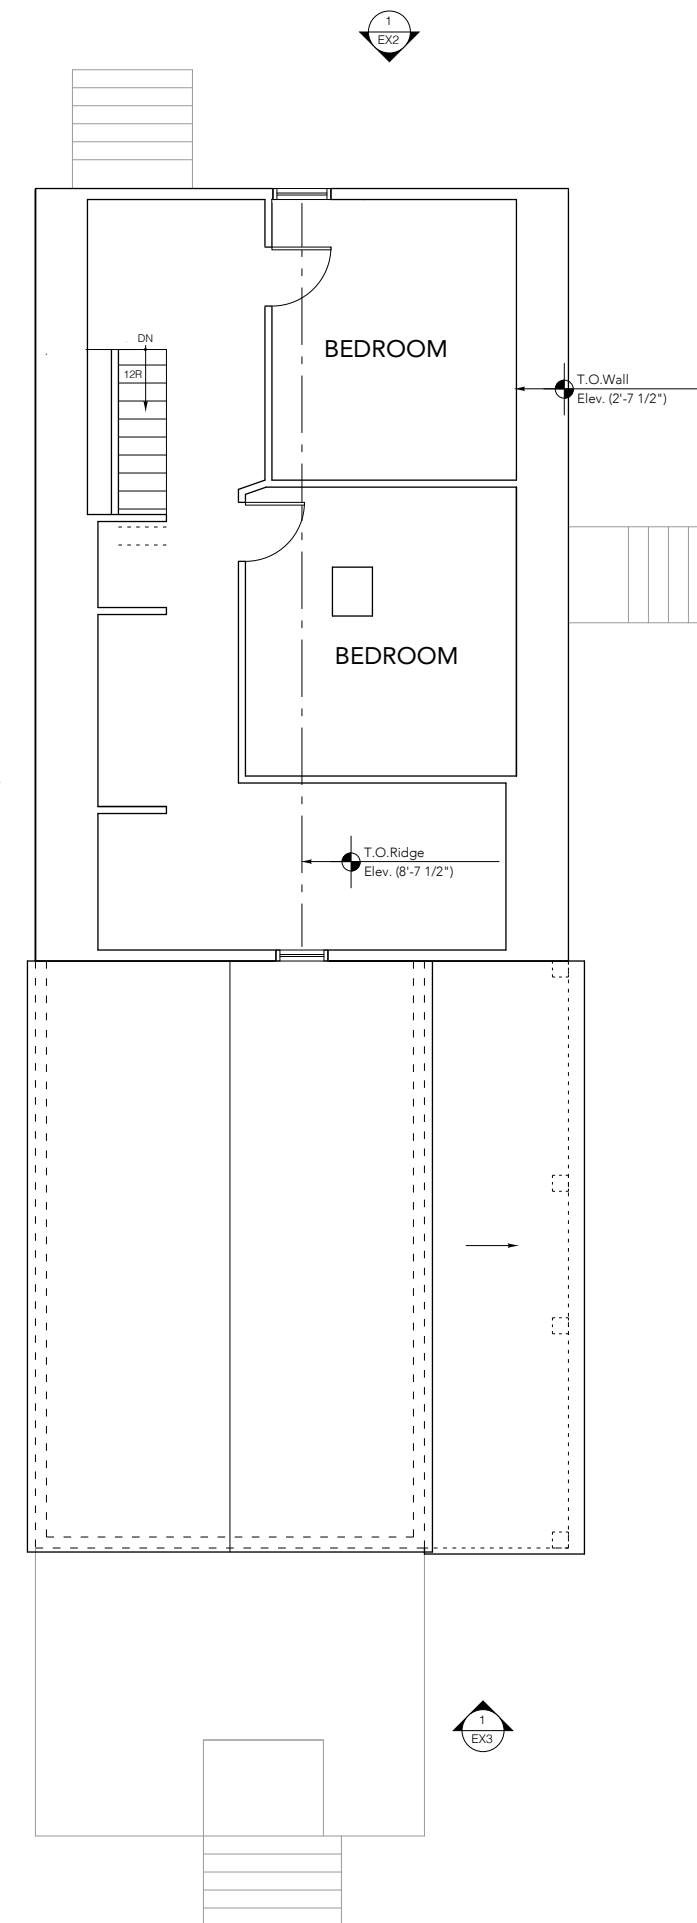 1
EX2
DN
12R
BEDROOM
T.O.Wall
Elev. (2'-7 1/2")
BEDROOM
T.O.Ridge
Elev. (8'-7 1/2")
1
EX3